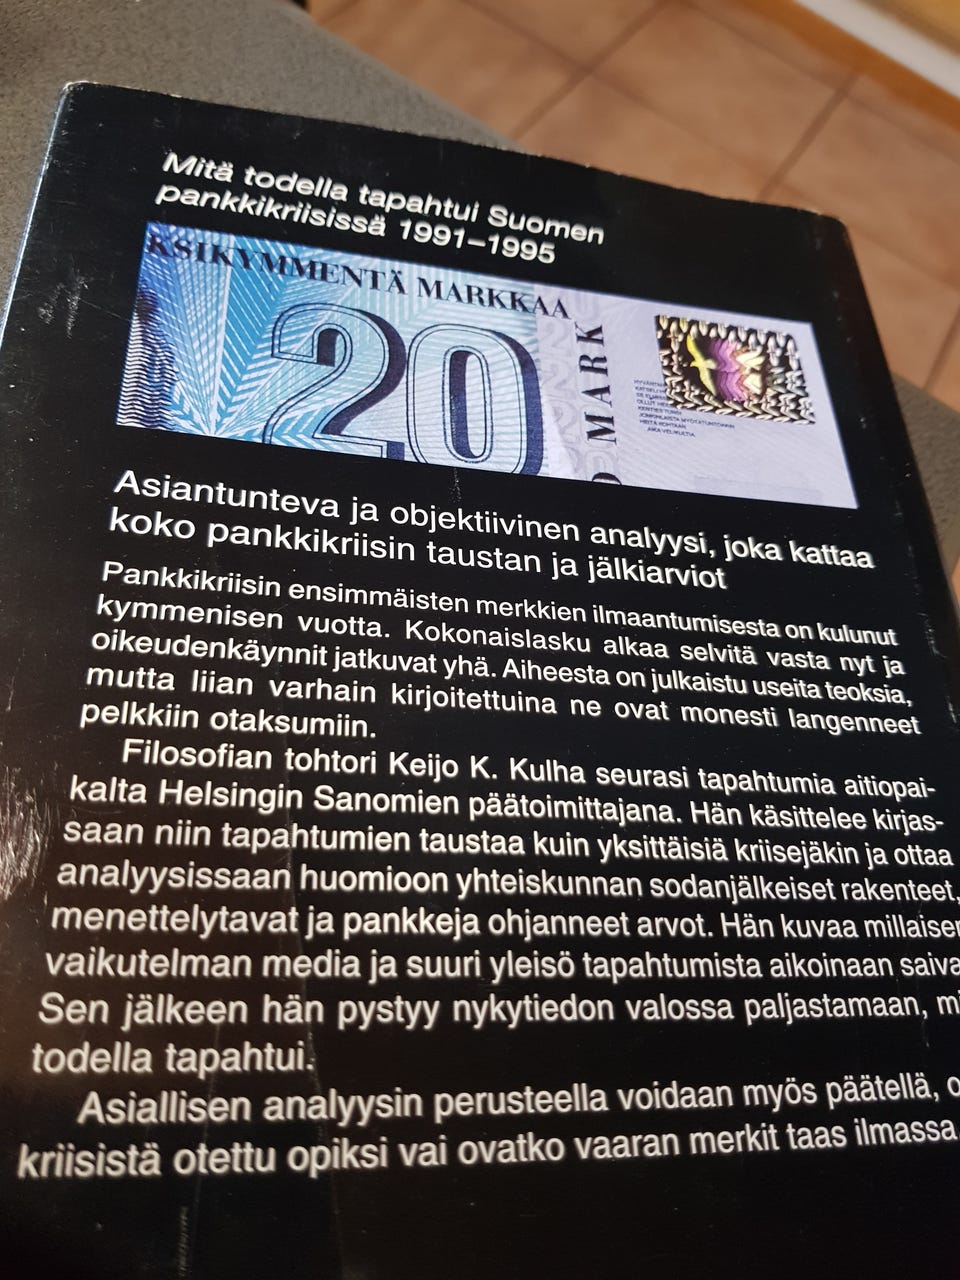 Mitä todella tapahtui Suomen
pankkikriisissä 1991–1995
KSIKYMMENTÄ MARKKAA
20
MARK
Asiantunteva ja objektiivinen analyysi, joka kattaa
koko pankkikriisin taustan ja jälkiarviot
Pankkikriisin ensimmäisten merkkien ilmaantumisesta on kulunut
kymmenisen vuotta. Kokonaislasku alkaa selvitä vasta nyt ja
oikeudenkäynnit jatkuvat yhä. Aiheesta on julkaistu useita teoksia,
mutta liian varhain kirjoitettuina ne ovat monesti langenneet
pelkkiin otaksumiin.
Filosofian tohtori Keijo K. Kulha seurasi tapahtumia aitiopai-
kalta Helsingin Sanomien päätoimittajana. Hän käsittelee kirjas-
saan niin tapahtumien taustaa kuin yksittäisiä kriisejäkin ja ottaa
analyysissaan huomioon yhteiskunnan sodanjälkeiset rakenteet,
menettelytavat ja pankkeja ohjanneet arvot. Hän kuvaa millaisen
vaikutelman media ja suuri yleisö tapahtumista aikoinaan saiva
Sen jälkeen hän pystyy nykytiedon valossa paljastamaan, mi
todella tapahtui.
Asiallisen analyysin perusteella voidaan myös päätellä, o
kriisistä otettu opiksi vai ovatko vaaran merkit taas ilmassa